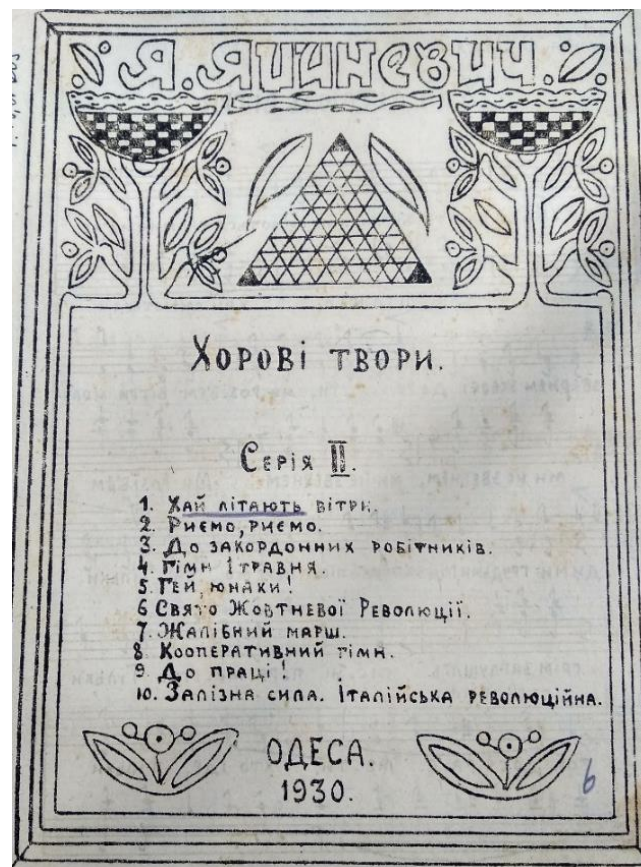 Я. Яциневич.
Хорові твори.
Серія II.
1. Хай літають вітри.
2. Риємо, риємо.
3. До закордонних робітників.
4. Гімн 1 травня.
5. Гей юнаки!
6 Свято Жовтневої Революції.
7. Жалібний марш.
8. Кооперативний гімн.
9. До праці!
10. Залізна сила. Італійська революційна.
ОДЕСА.
1930.
6